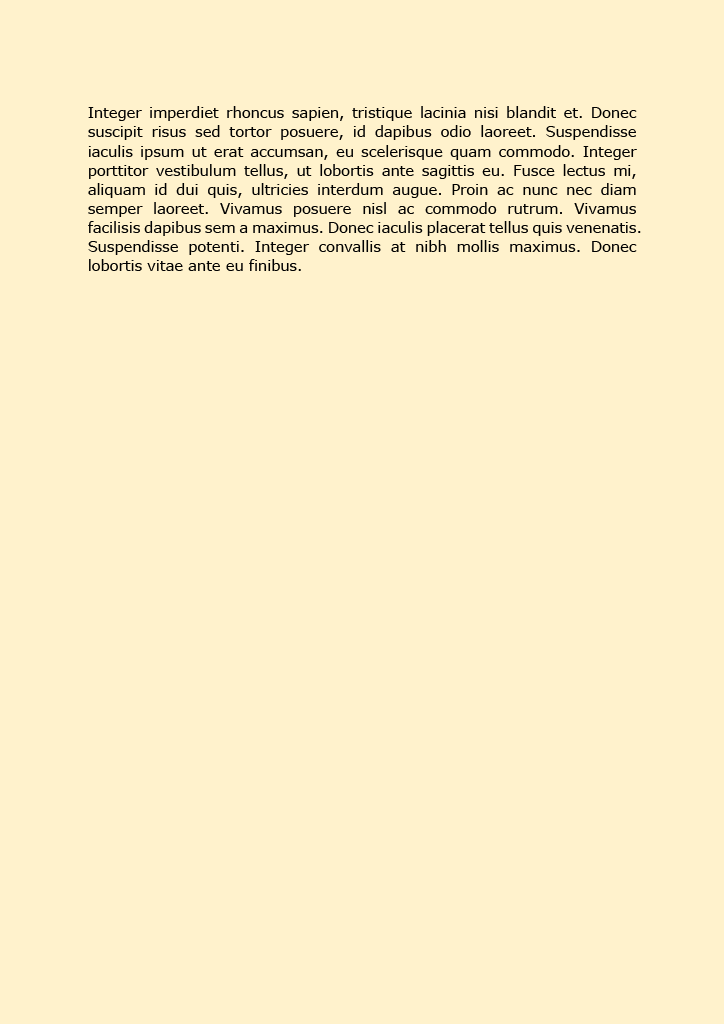 Integer imperdiet rhoncus sapien, tristique lacinia nisi blandit et. Donec
suscipit risus sed tortor posuere, id dapibus odio laoreet. Suspendisse
iaculis ipsum ut erat accumsan, eu scelerisque quam commodo. Integer
porttitor vestibulum tellus, ut lobortis ante sagittis eu. Fusce lectus mi,
aliquam id dui quis, ultricies interdum augue. Proin ac nunc nec diam
semper laoreet. Vivamus posuere nisl ac commodo rutrum. Vivamus
facilisis dapibus sem a maximus. Donec iaculis placerat tellus quis venenatis.
Suspendisse potenti. Integer convallis at nibh mollis maximus. Donec
lobortis vitae ante eu finibus.